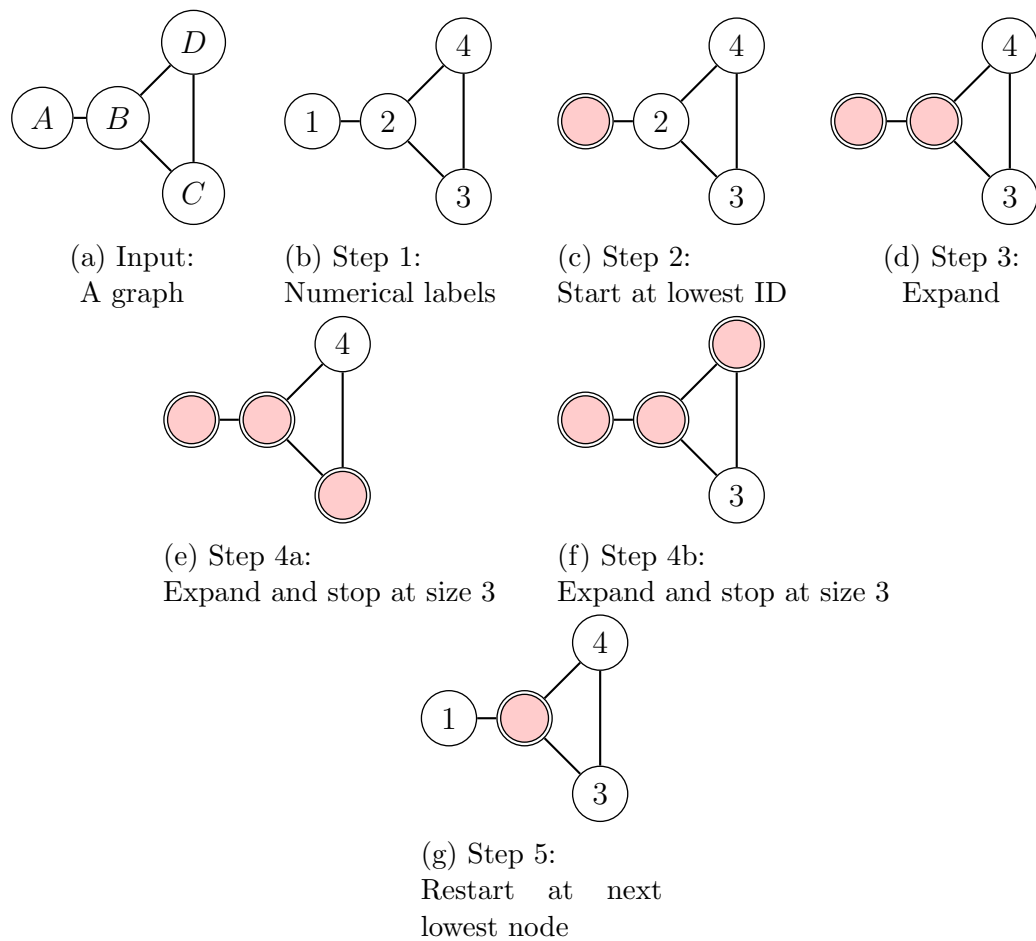 D
A B
C
(a) Input:
A graph
4
1 2
3
(b) Step 1:
Numerical labels
4
2
3
(c) Step 2:
Start at lowest ID
4
3
(d) Step 3:
Expand
4
(e) Step 4a:
Expand and stop at size 3
3
(f) Step 4b:
Expand and stop at size 3
4
1
3
(g) Step 5:
Restart at next
lowest node